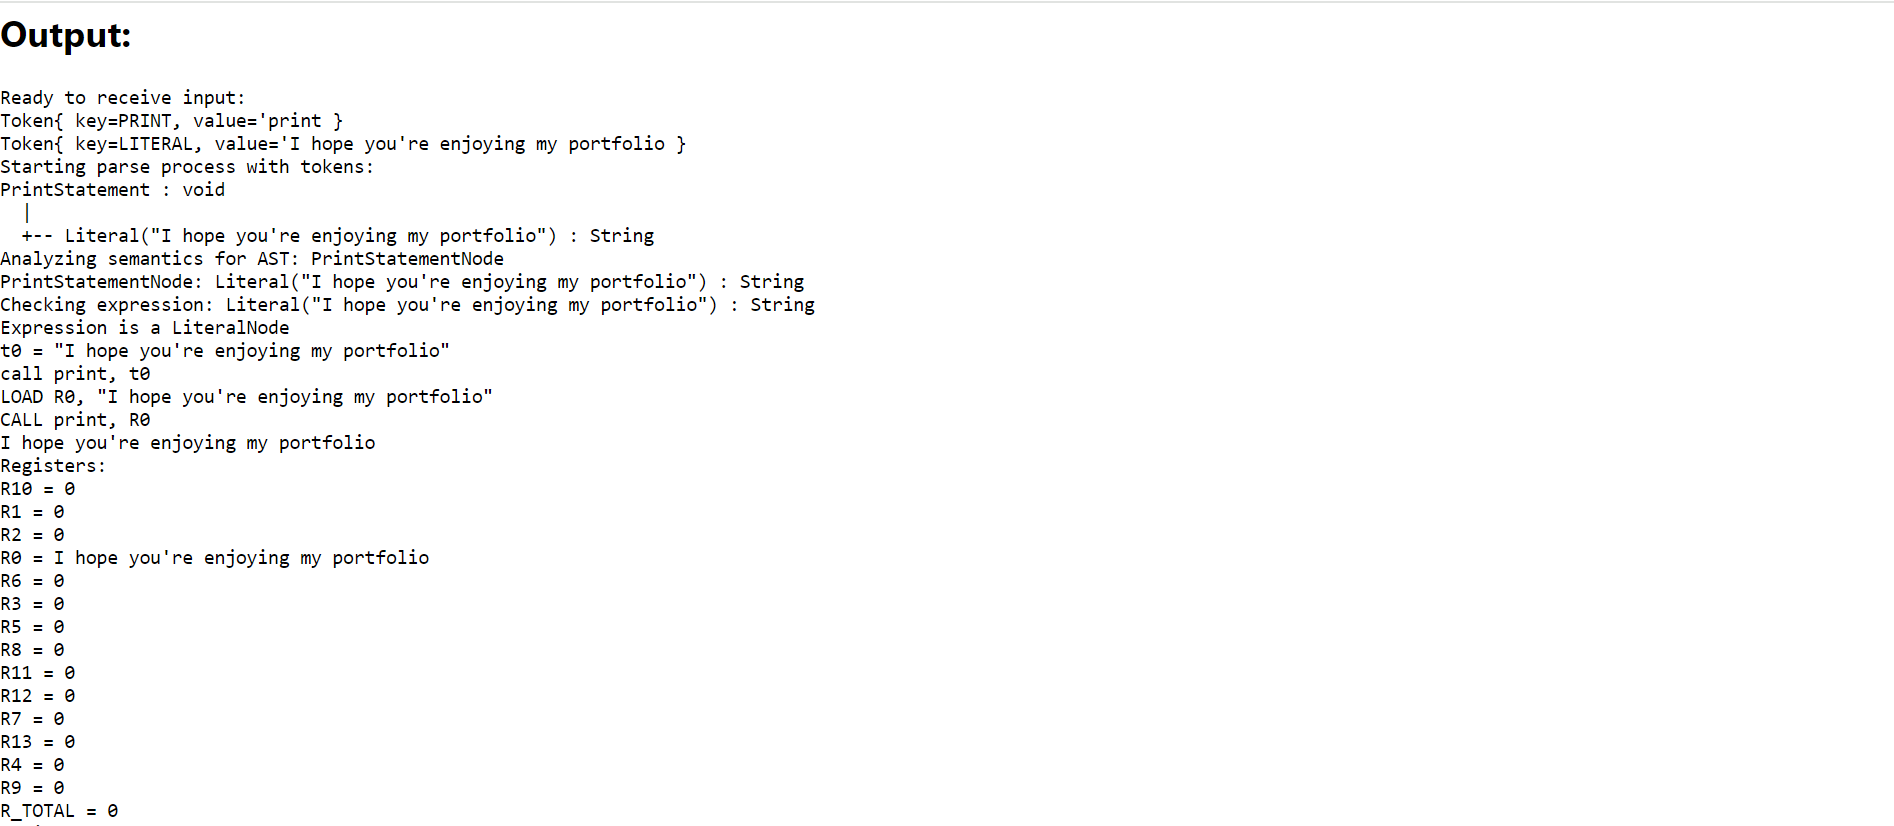 Output:
Ready to receive input:
Token{ key=PRINT, value='print }
Token{ key=LITERAL, value='I hope you're enjoying my portfolio }
Starting parse process with tokens:
PrintStatement : void
  |
  +-- Literal("I hope you're enjoying my portfolio") : String
Analyzing semantics for AST: PrintStatementNode
PrintStatementNode: Literal("I hope you're enjoying my portfolio") : String
Checking expression: Literal("I hope you're enjoying my portfolio") : String
Expression is a LiteralNode
t0 = "I hope you're enjoying my portfolio"
call print, t0
LOAD R0, "I hope you're enjoying my portfolio"
CALL print, R0
I hope you're enjoying my portfolio
Registers:
R10 = 0
R1 = 0
R2 = 0
R0 = I hope you're enjoying my portfolio
R6 = 0
R3 = 0
R5 = 0
R8 = 0
R11 = 0
R12 = 0
R7 = 0
R13 = 0
R4 = 0
R9 = 0
R_TOTAL = 0